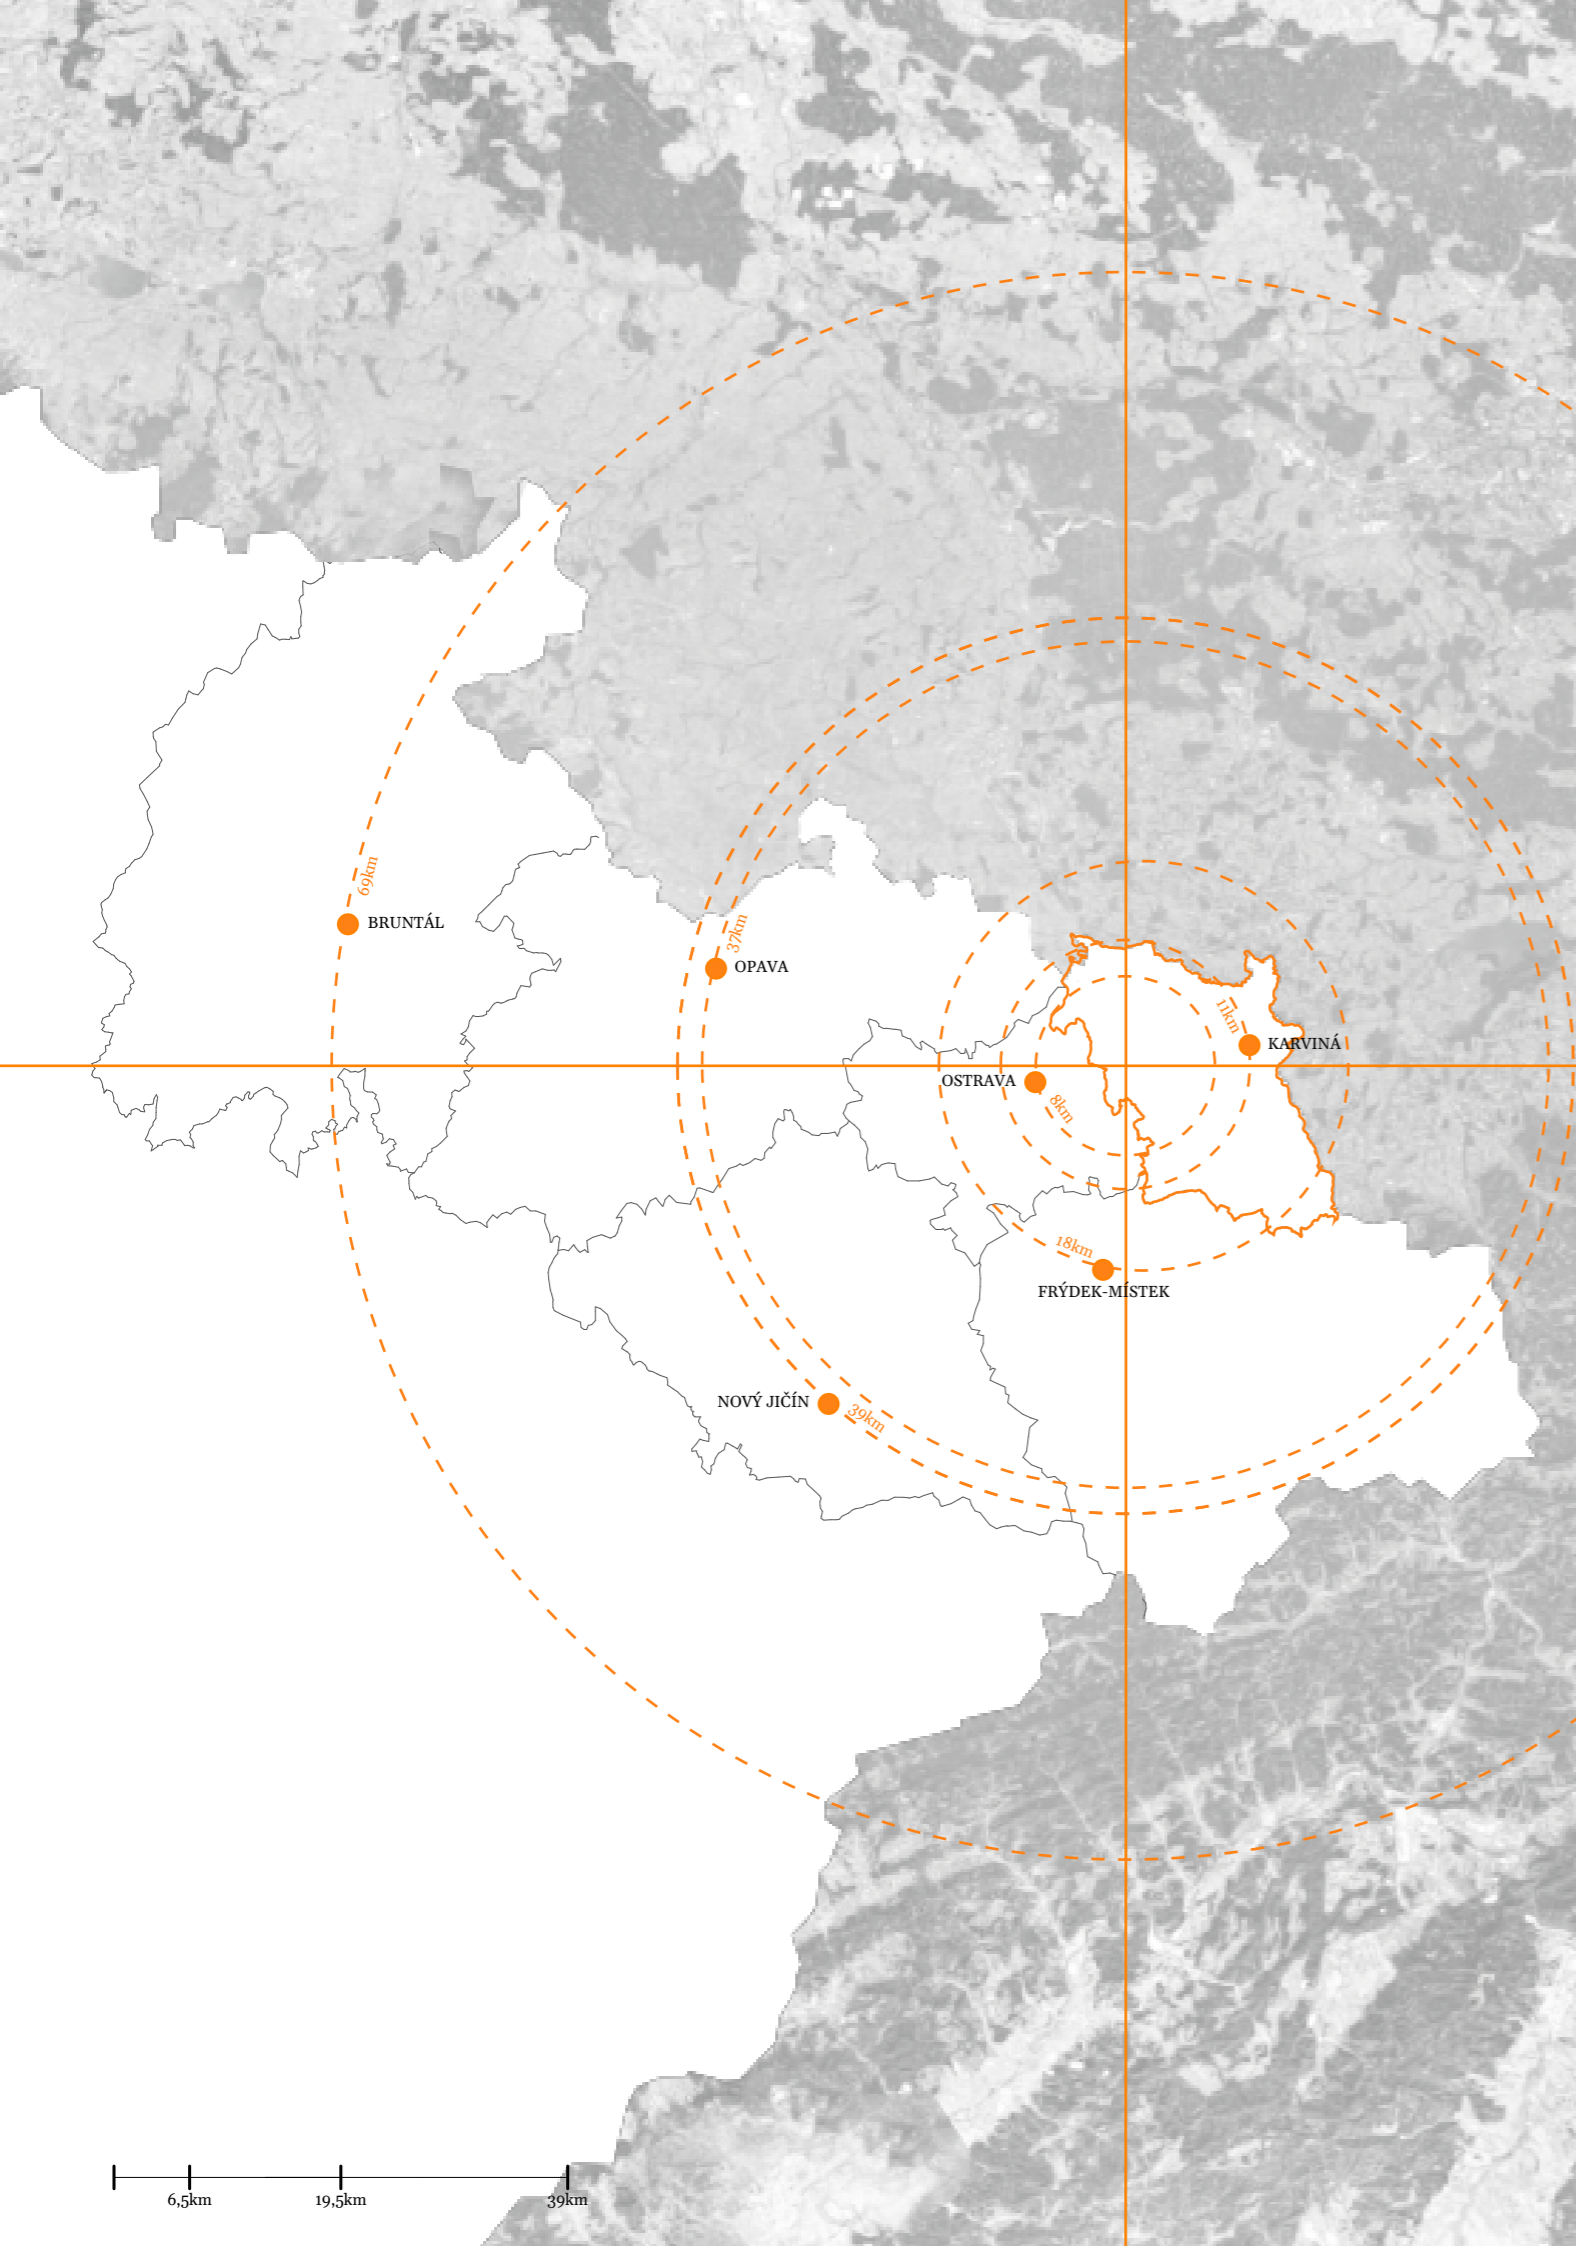 69km
BRUNTÁL
37km
OPAVA
11km
KARVINÁ
OSTRAVA
8km
18km
FRÝDEK-MÍSTEK
NOVÝ JIČÍN
39km
6,5km
19,5km
39km